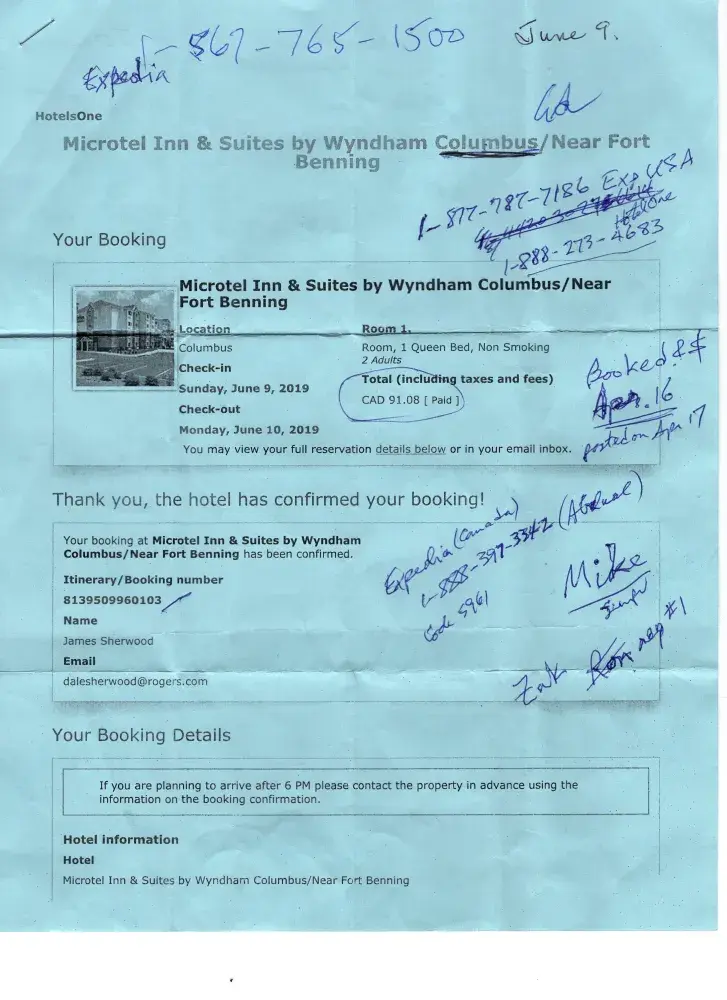 1-867-765-1500
June 9.
Expedia
HotelsOne
Microtel Inn & Suites by Wyndham Columbus/Near Fort
Benning
1-877-787-7186 Exp USA
HotelOne
1-888-273-4683
Your Booking
Microtel Inn & Suites by Wyndham Columbus/Near
Fort Benning
Location
Room 1.
Columbus
Room, 1 Queen Bed, Non Smoking
2 Adults
Check-in
Total (including taxes and fees)
Sunday, June 9, 2019
CAD 91.08 [ Paid ]
Check-out
Monday, June 10, 2019
Booked & $
Apr. 16
posted on Apr 17
You may view your full reservation details below or in your email inbox.
Thank you, the hotel has confirmed your booking!
Your booking at Microtel Inn & Suites by Wyndham
Columbus/Near Fort Benning has been confirmed.
Expedia (Canada)
1-888-397-3342
Code 5961
Itinerary/Booking number
8139509960103
Mike
Name
James Sherwood
Email
dalesherwood@rogers.com
Zak
#1
Your Booking Details
If you are planning to arrive after 6 PM please contact the property in advance using the
information on the booking confirmation.
Hotel information
Hotel
Microtel Inn & Suites by Wyndham Columbus/Near Fort Benning